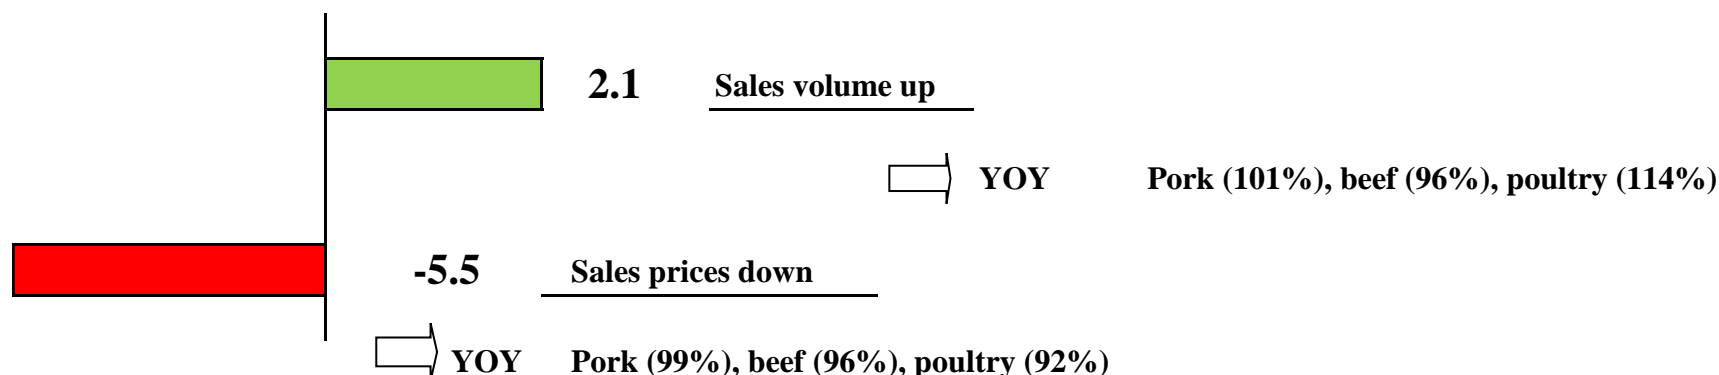 2.1 Sales volume up
YOY Pork (101%), beef (96%), poultry (114%)
-5.5 Sales prices down
YOY Pork (99%), beef (96%), poultry (92%)